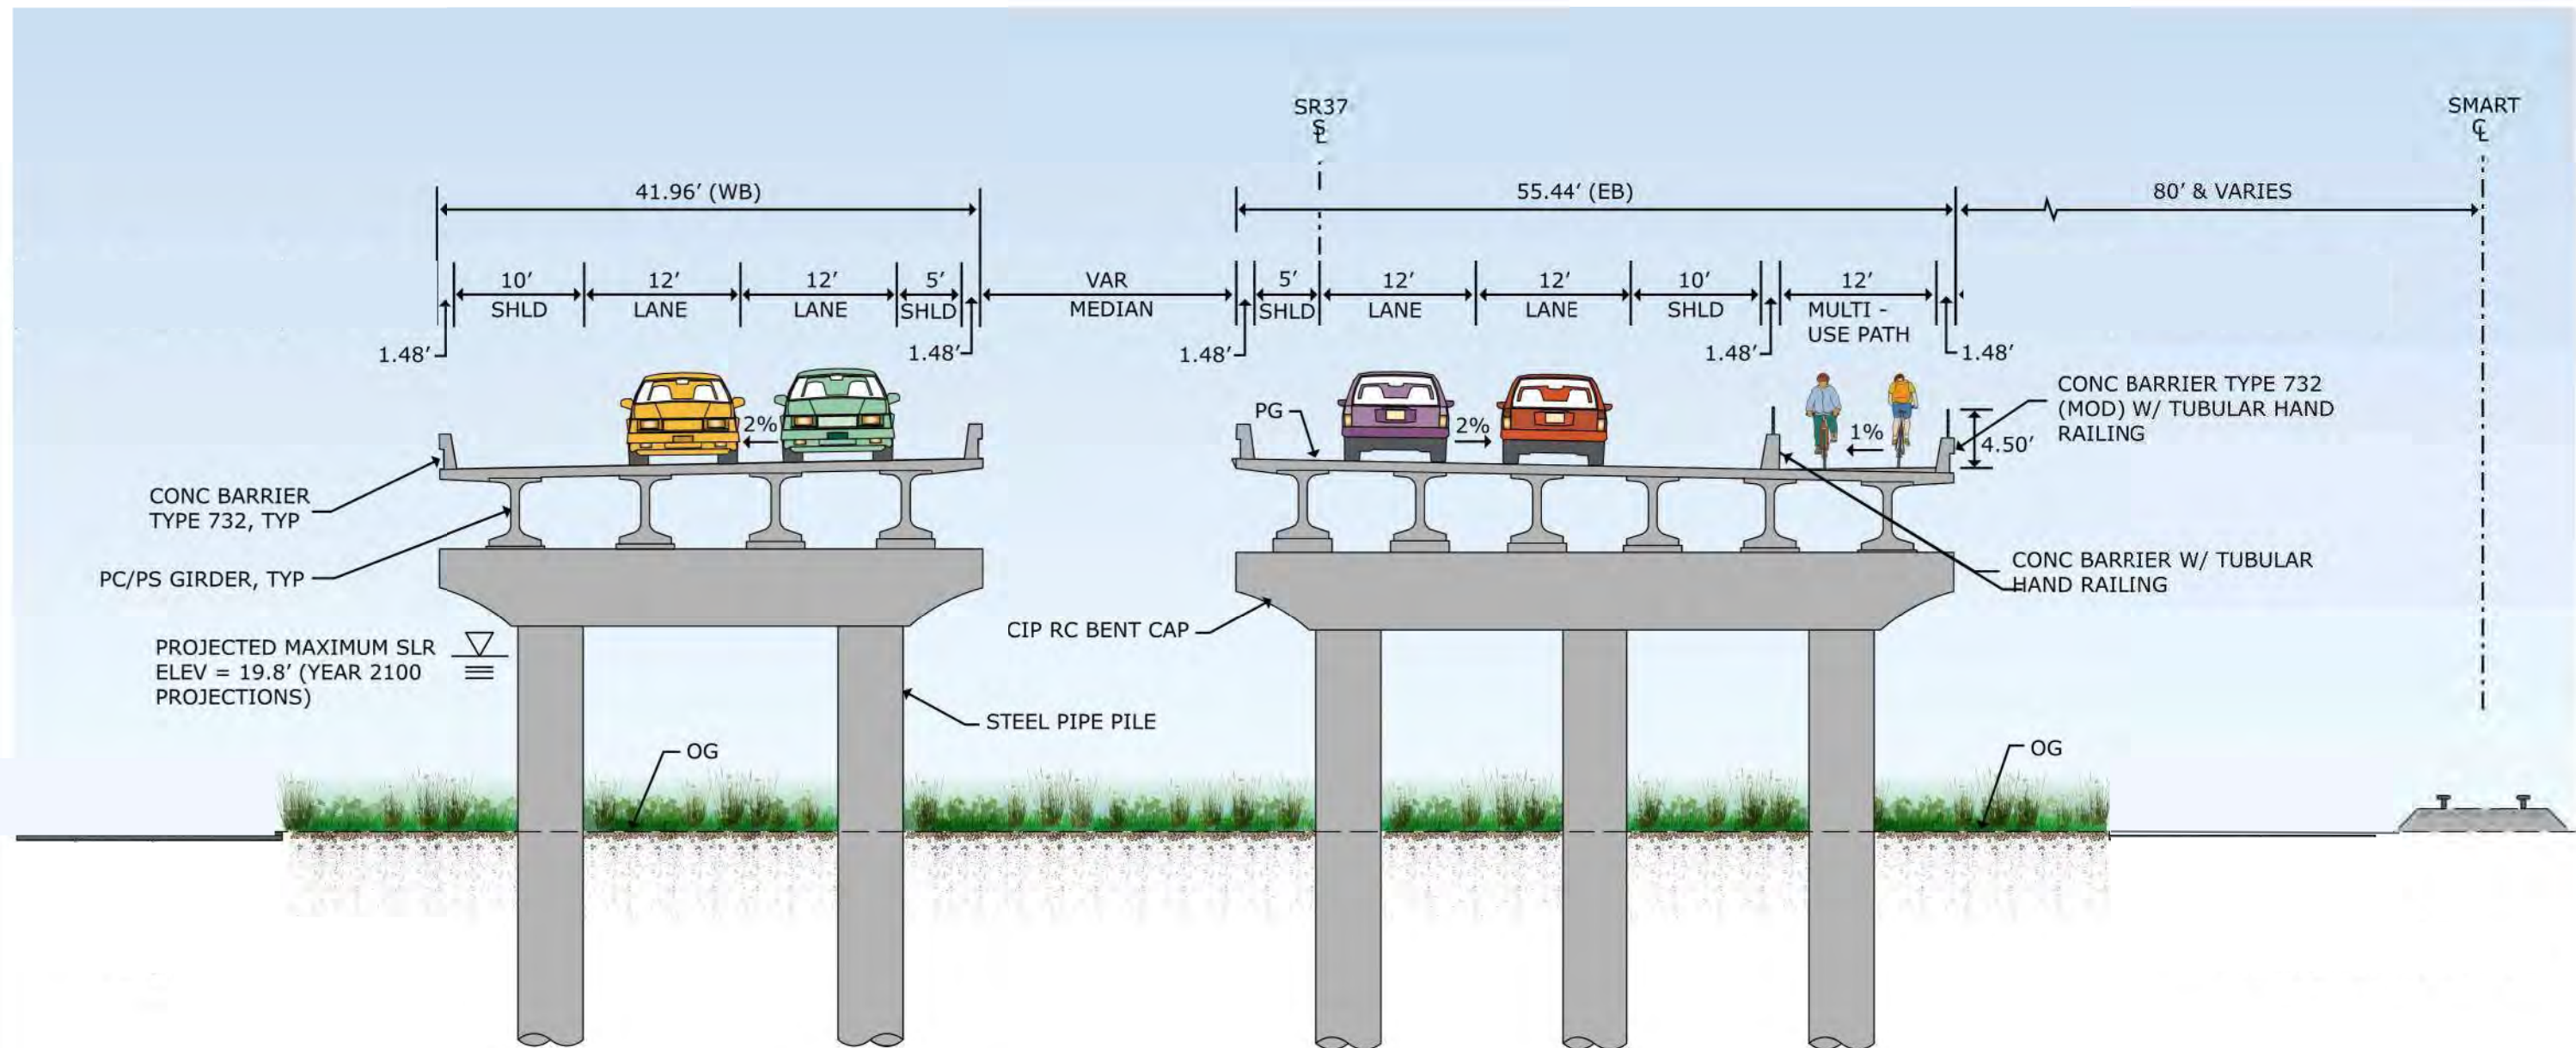 SR37
SMART
41.96' (WB)
55.44' (EB)
80' & VARIES
10'
SHLD
12'
LANE
12'
LANE
5'
SHLD
VAR
MEDIAN
5'
SHLD
12'
LANE
12'
LANE
10'
SHLD
12'
MULTI -
USE PATH
1.48'
1.48'
1.48'
1.48'
1.48'
2%
PG
2%
1%
4.50'
CONC BARRIER TYPE 732
(MOD) W/ TUBULAR HAND
RAILING
CONC BARRIER
TYPE 732, TYP
PC/PS GIRDER, TYP
CONC BARRIER W/ TUBULAR
HAND RAILING
CIP RC BENT CAP
PROJECTED MAXIMUM SLR
ELEV = 19.8' (YEAR 2100
PROJECTIONS)
STEEL PIPE PILE
OG
OG